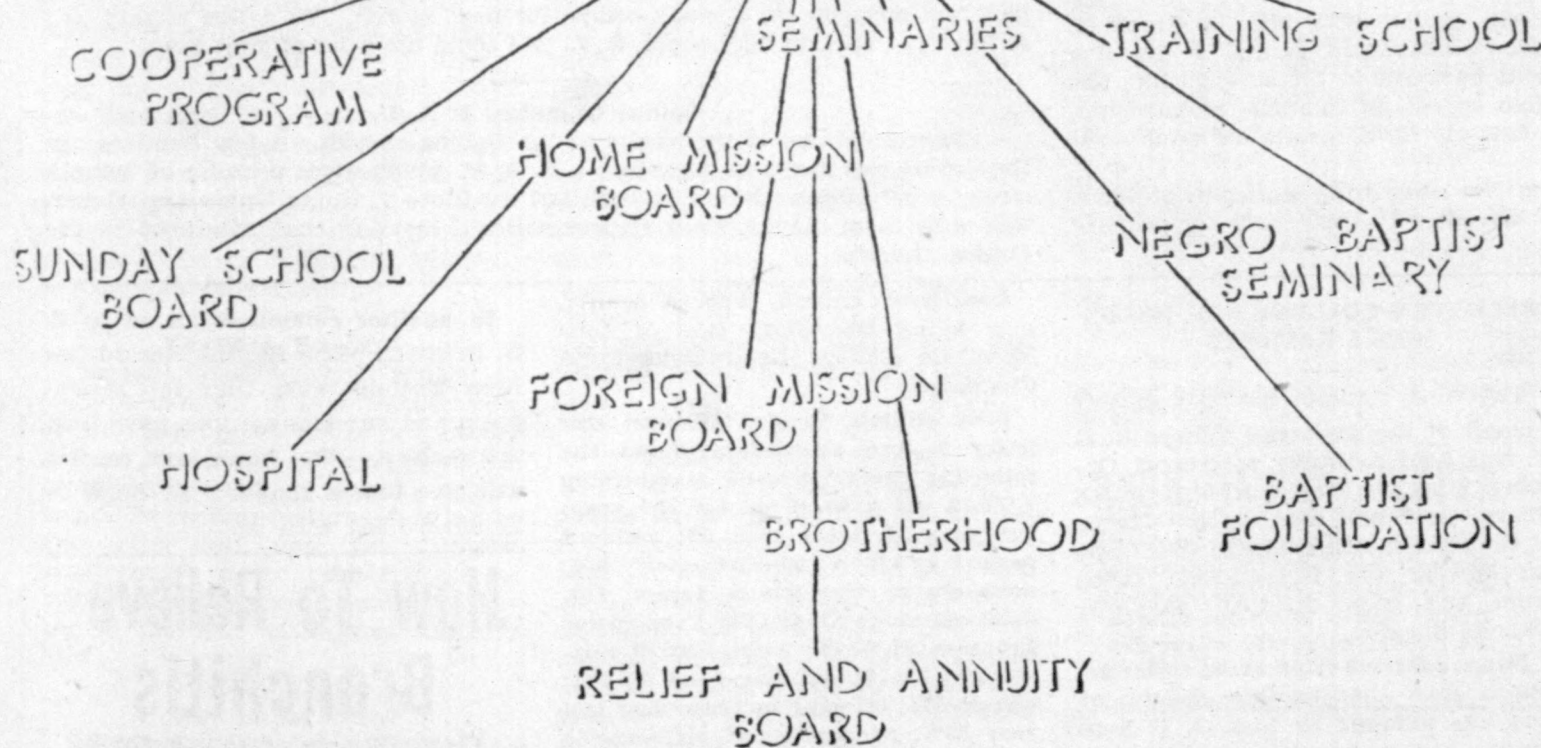 SEMINARIES
TRAINING SCHOOL
COOPERATIVE
PROGRAM
HOME MISSION
BOARD
NEGRO BAPTIST
SEMINARY
SUNDAY SCHOOL
BOARD
FOREIGN MISSION
BOARD
HOSPITAL
BAPTIST
FOUNDATION
BROTHERHOOD
RELIEF AND ANNUITY
BOARD